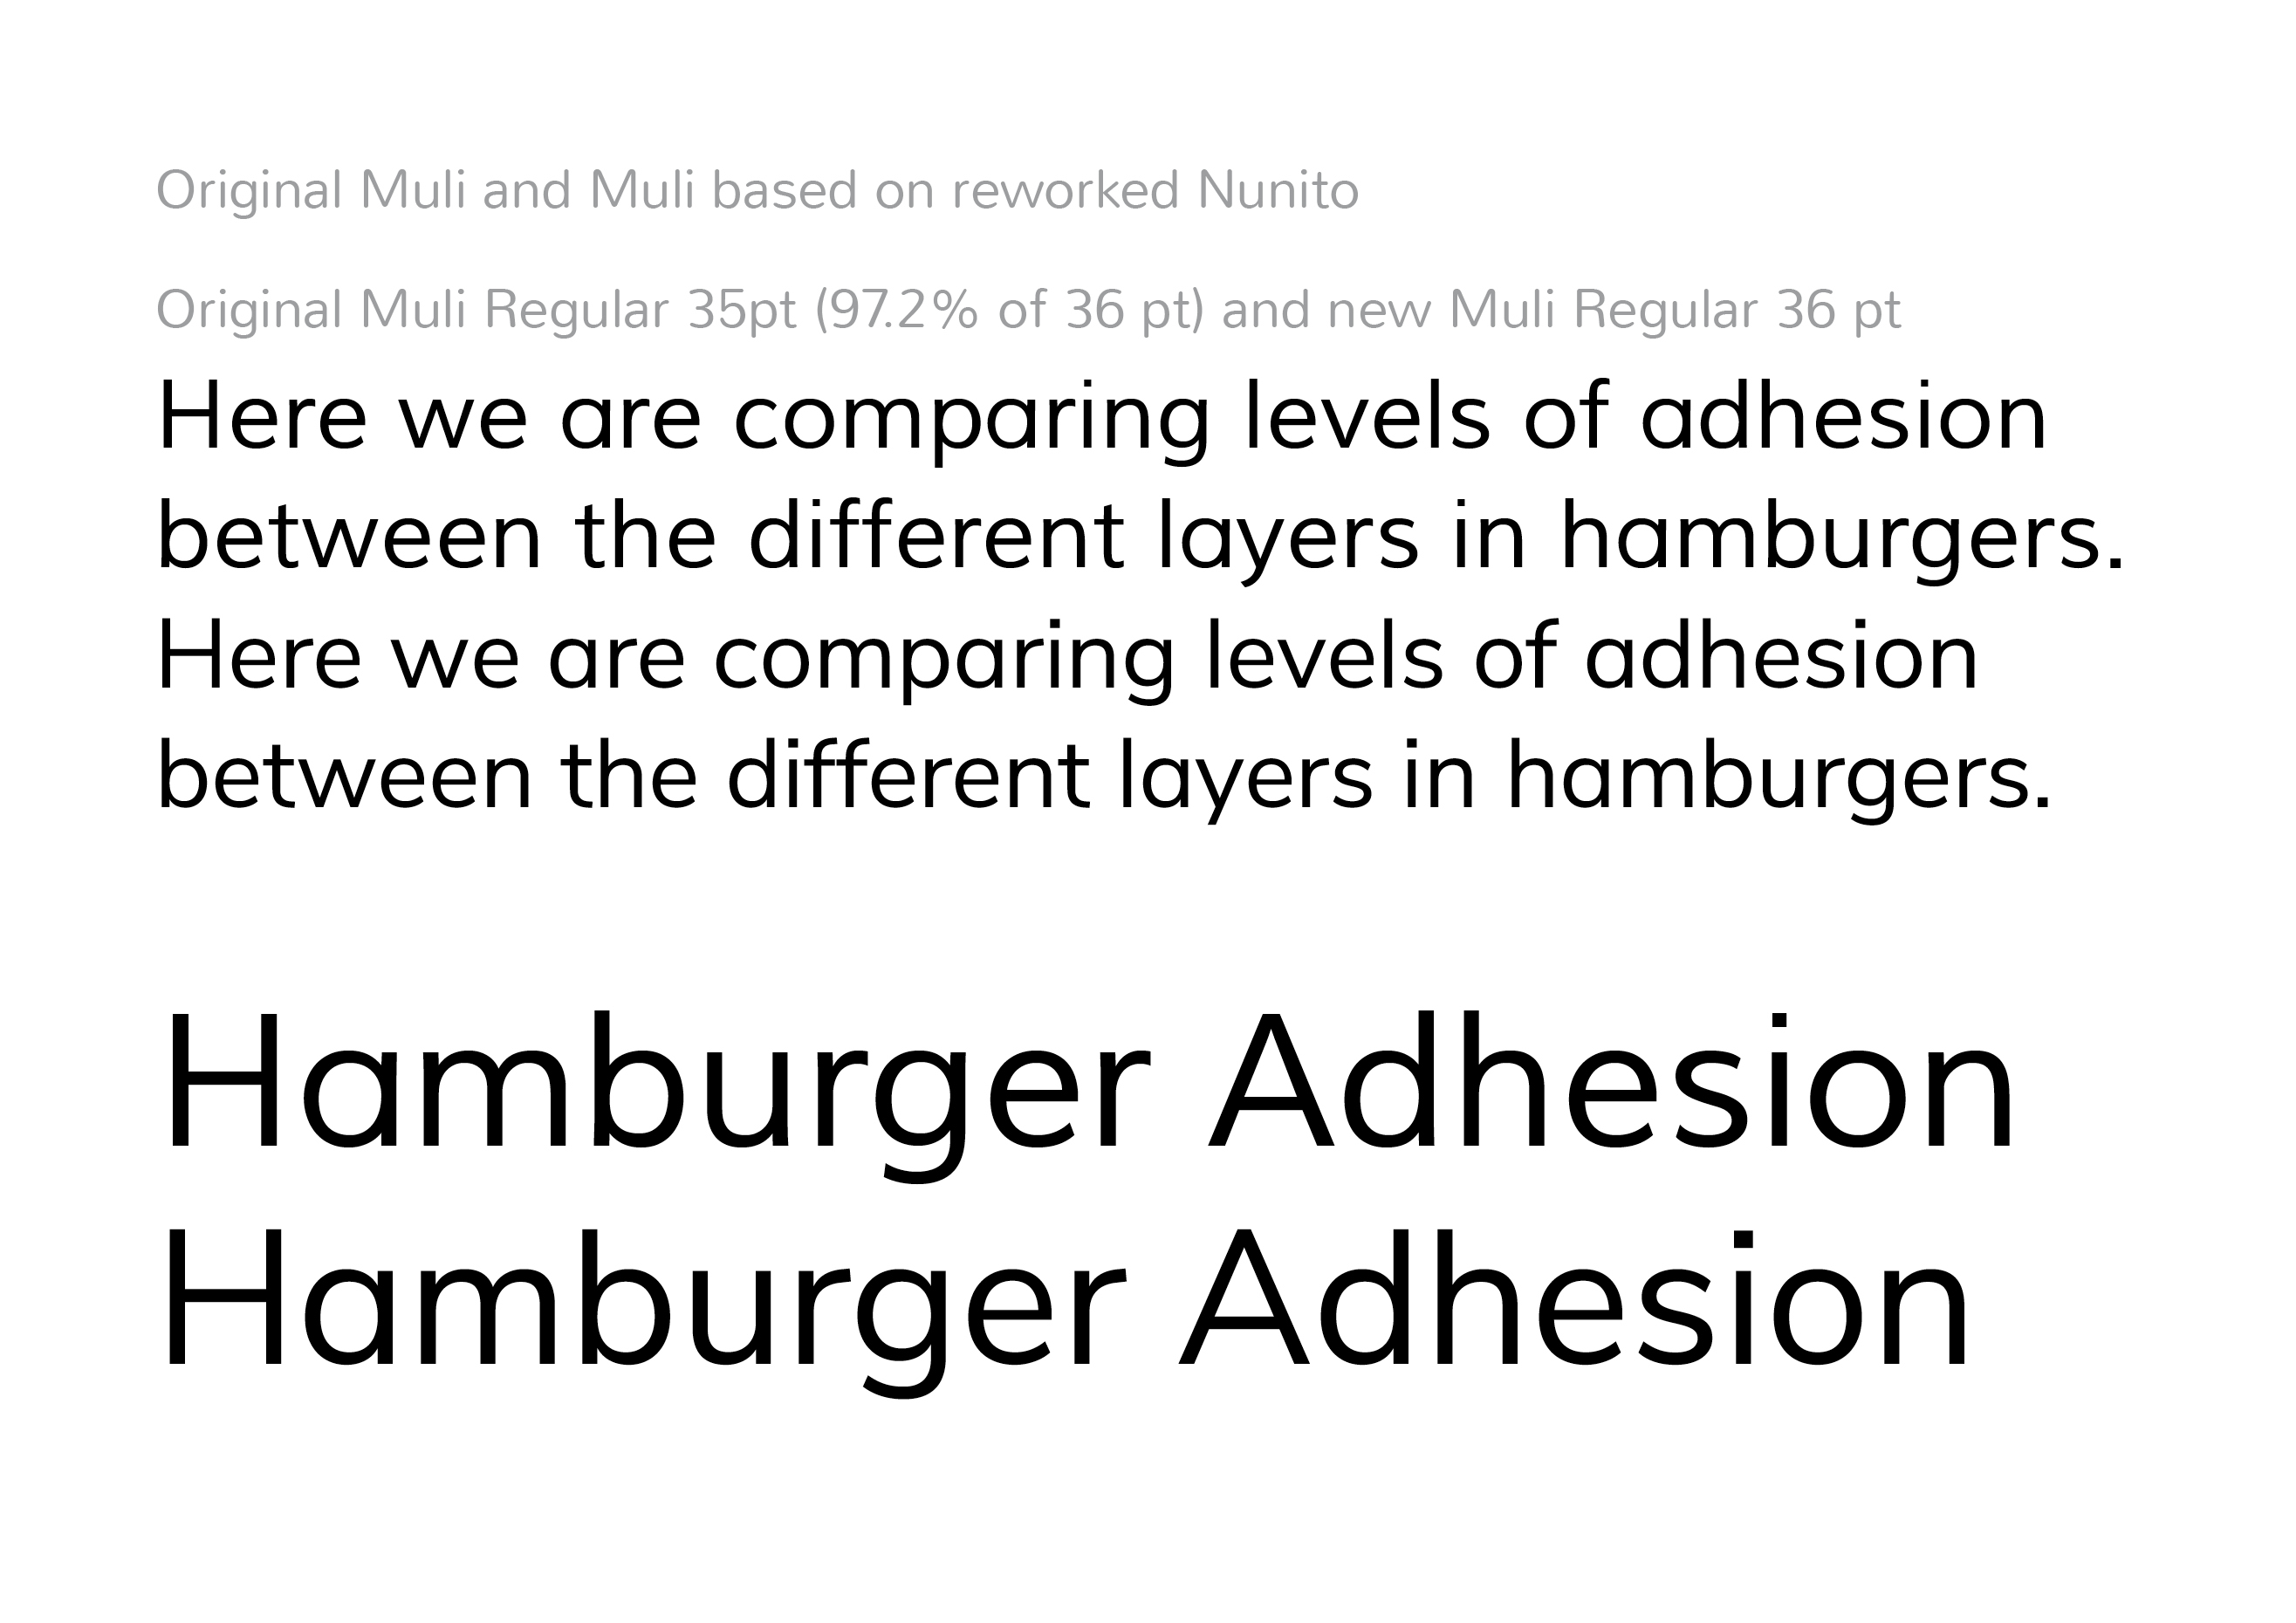 Original Muli and Muli based on reworked Nunito
Original Muli Regular 35pt (97.2% of 36 pt) and new Muli Regular 36 pt
Here we are comparing levels of adhesion
between the different layers in hamburgers.
Here we are comparing levels of adhesion
between the different layers in hamburgers.
Hamburger Adhesion
Hamburger Adhesion